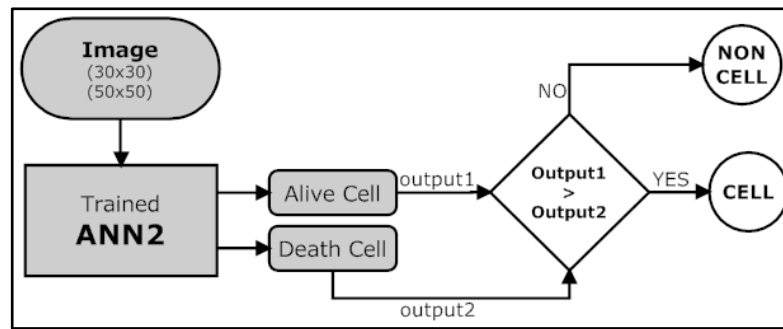 Image
(30x30)
(50x50)
Trained
ANN2
Alive Cell
Death Cell
output1
output2
Output1
>
Output2
NO
NON
CELL
YES
CELL